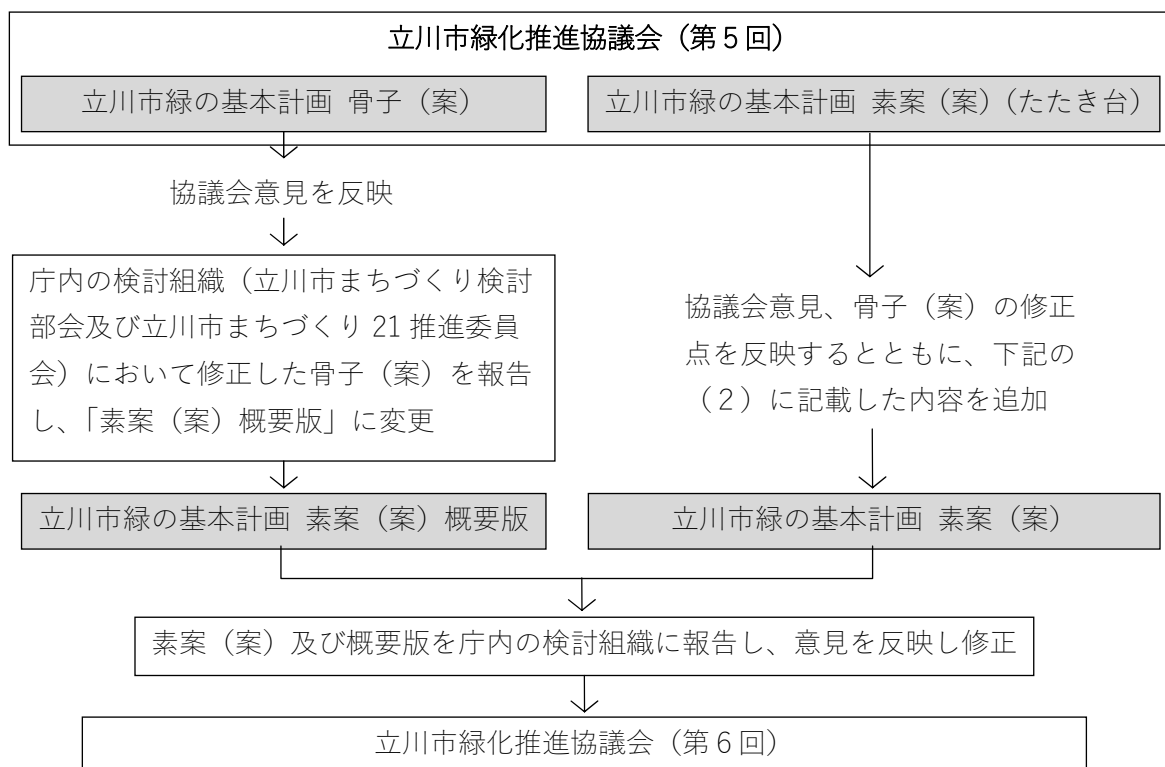 立川市緑化推進協議会（第５回）
立川市緑の基本計画 骨子（案）
立川市緑の基本計画 素案（案）（たたき台）
協議会意見を反映
庁内の検討組織（立川市まちづくり検討
部会及び立川市まちづくり 21 推進委員
会）において修正した骨子（案）を報告
し、「素案（案）概要版」に変更
協議会意見、骨子（案）の修正
点を反映するとともに、下記の
（２）に記載した内容を追加
立川市緑の基本計画 素案（案）概要版
立川市緑の基本計画 素案（案）
素案（案）及び概要版を庁内の検討組織に報告し、意見を反映し修正
立川市緑化推進協議会（第６回）